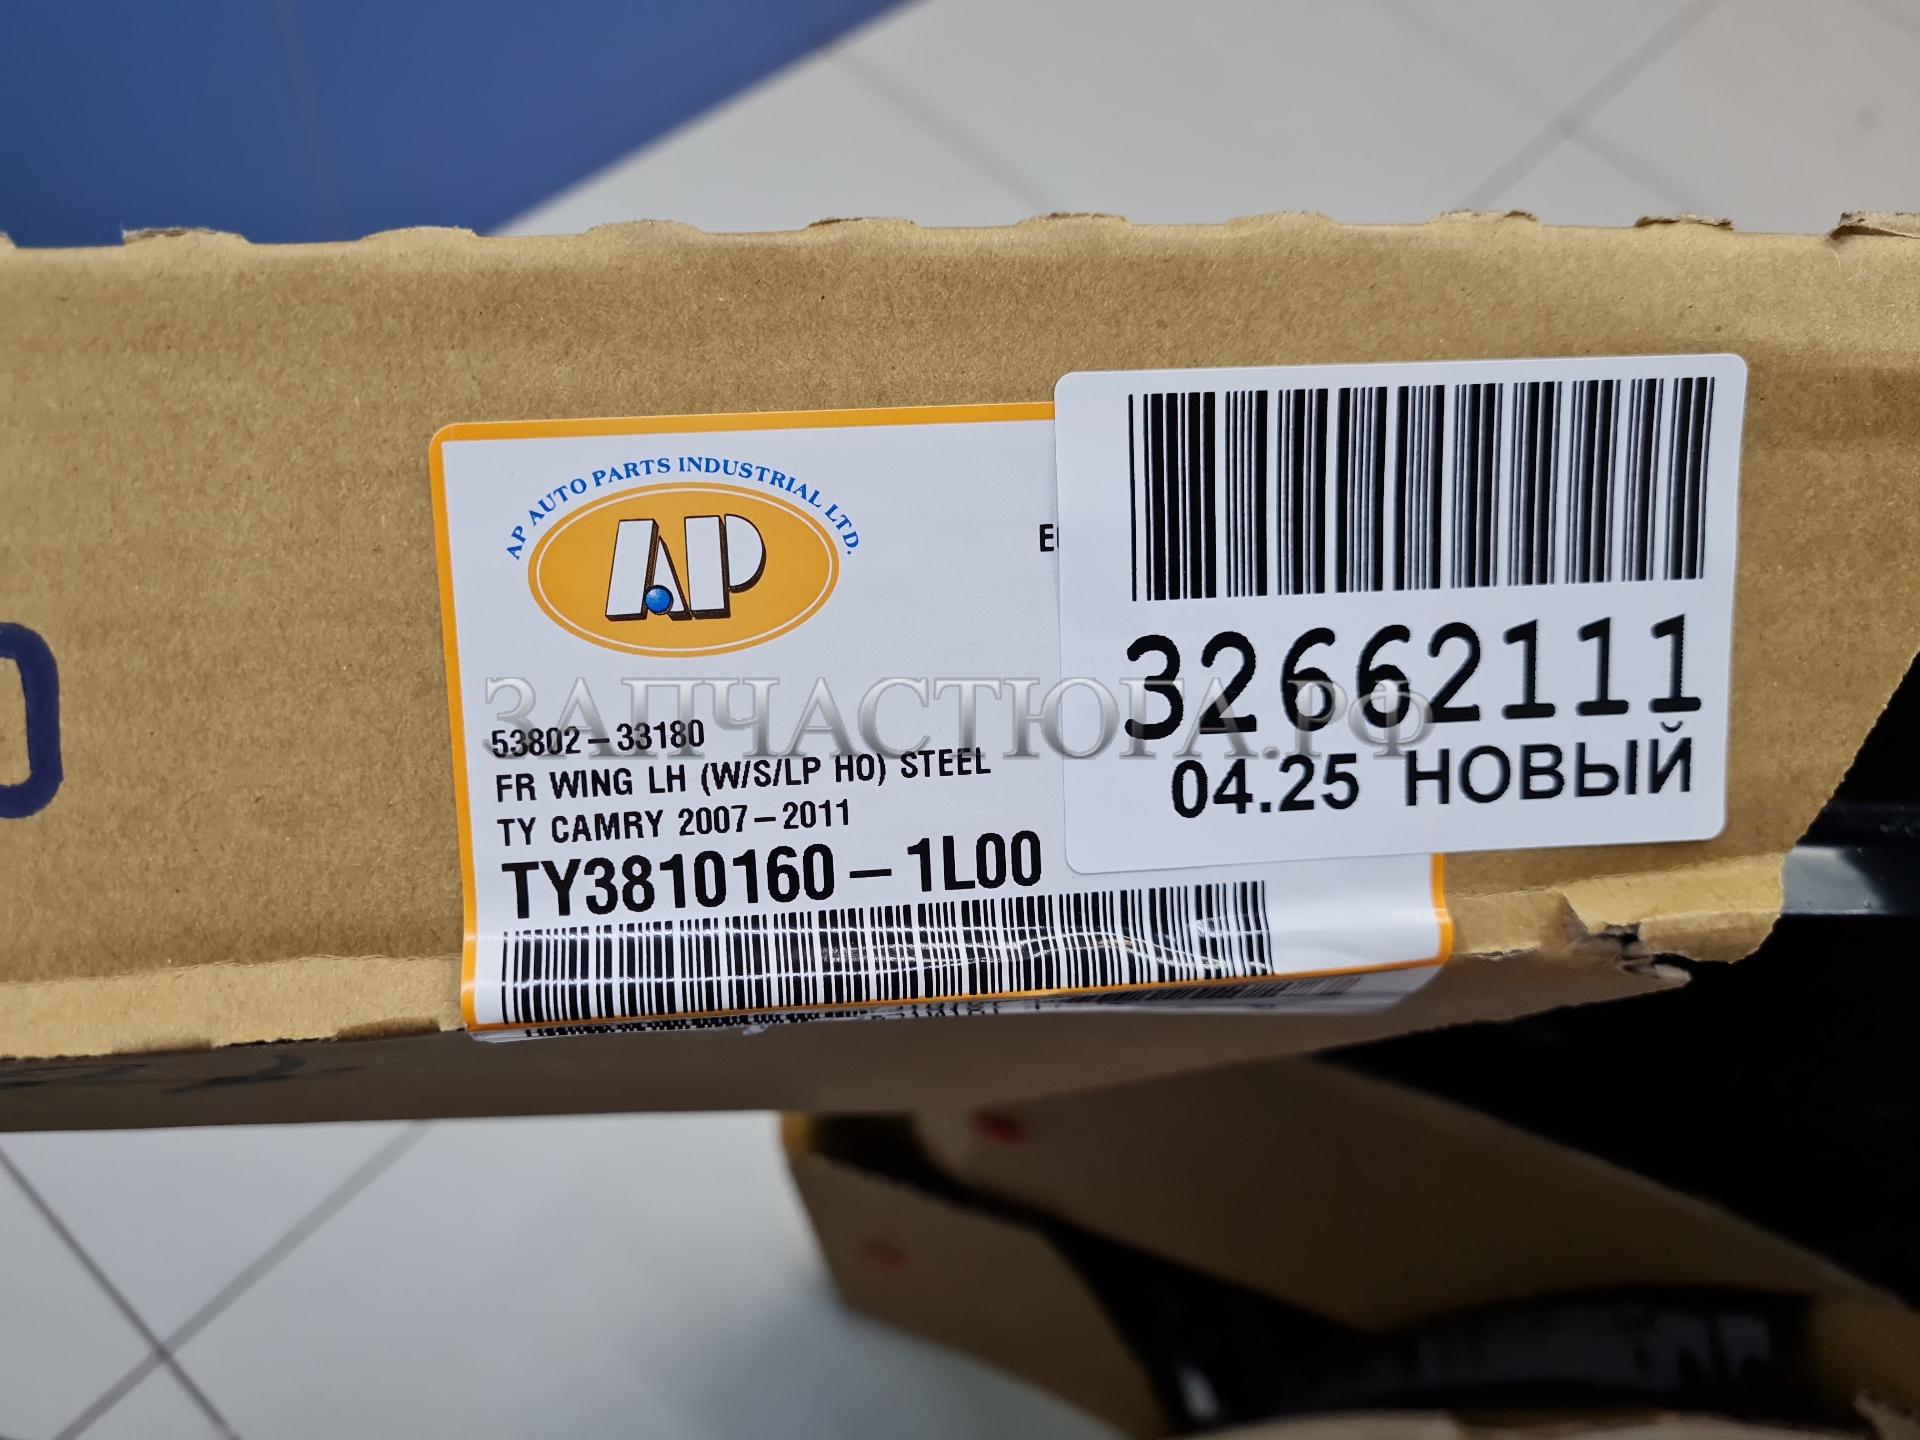 AP AUTO PARTS INDUSTRIAL LTD.
AP
32662111
04.25 НОВЫЙ
ЗАПЧАСТЮГА.РФ
53802-33180
FR WING LH (W/S/LP HO) STEEL
TY CAMRY 2007-2011
TY3810160-1L00